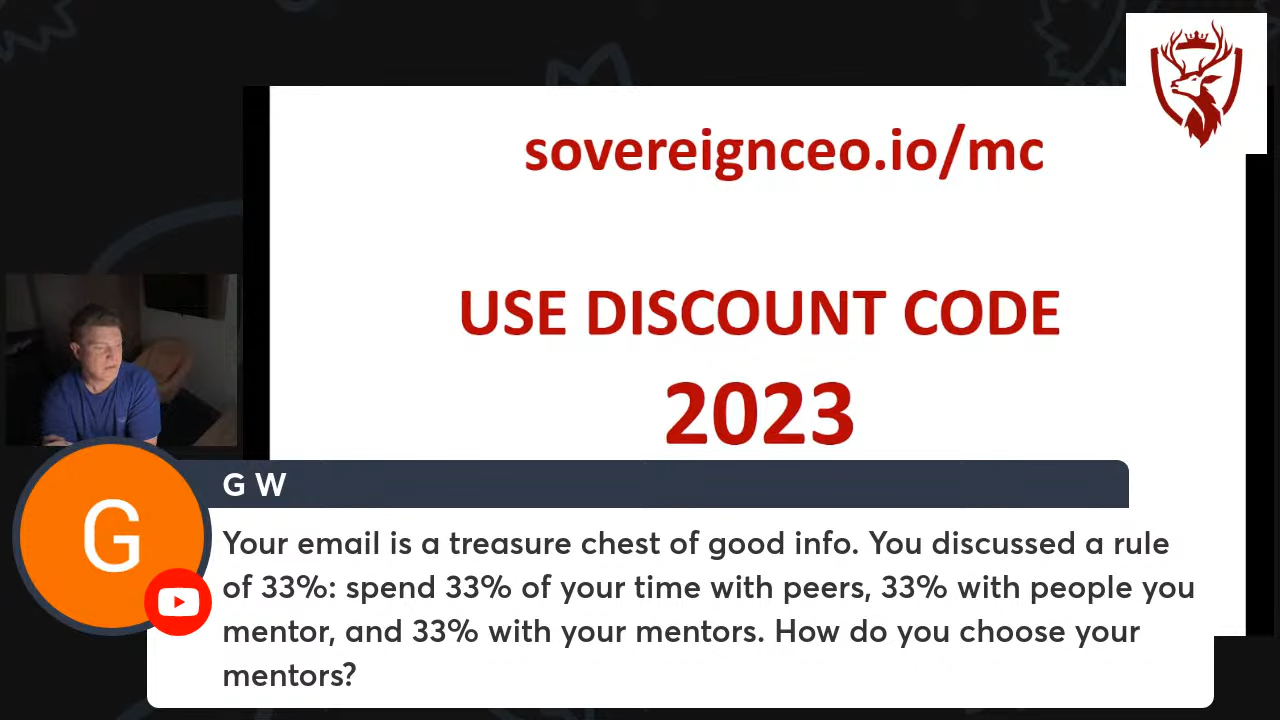 sovereignceo.io/mc
USE DISCOUNT CODE
2023
G W
G
Your email is a treasure chest of good info. You discussed a rule
of 33%: spend 33% of your time with peers, 33% with people you
mentor, and 33% with your mentors. How do you choose your
mentors?